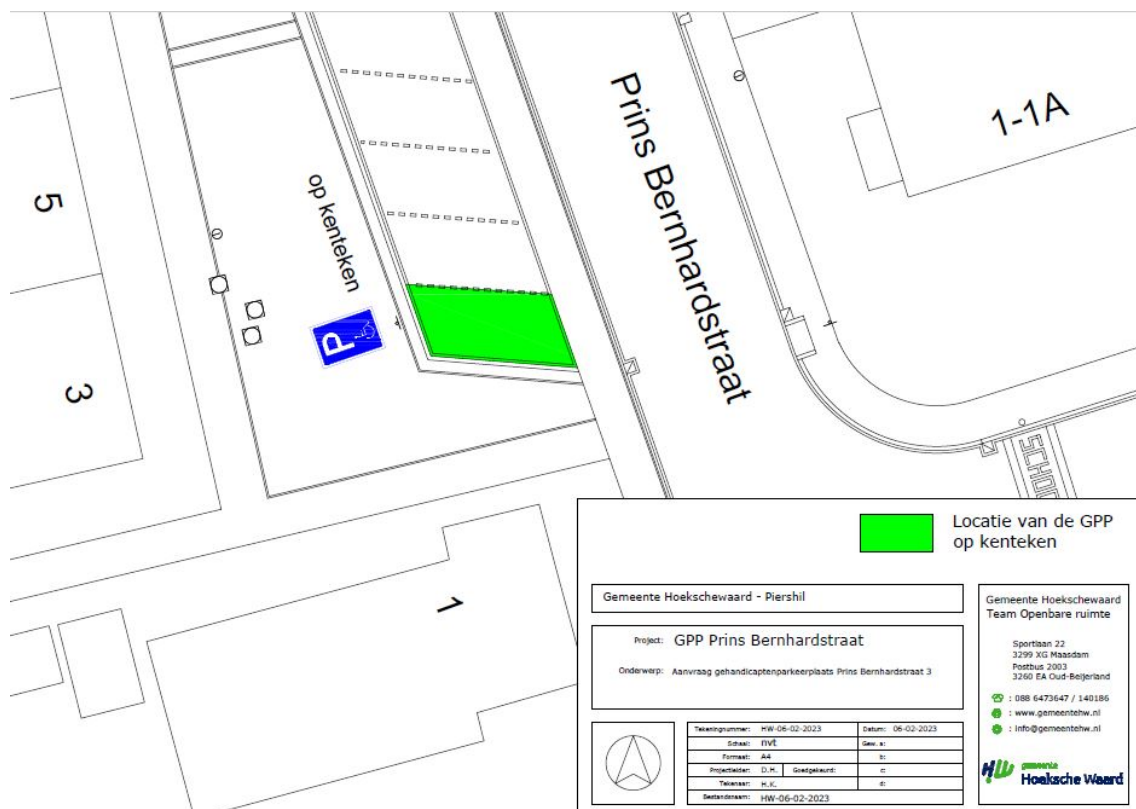 Prins Bernhardstraat
1-1A
op kenteken
5
3
P
1
Locatie van de GPP
op kenteken
Gemeente Hoekschewaard - Piershil
Project: GPP Prins Bernhardstraat
Onderwerp: Aanvraag gehandicaptenparkeerplaats Prins Bernhardstraat 3
Gemeente Hoekschewaard
Team Openbare ruimte
Sportlaan 22
3299 XG Maasdam
Postbus 2003
3260 EA Oud-Beijerland
: 088 6473647 / 140186
: www.gemeentehw.nl
: info@gemeentehw.nl
HW gemeente
Hoeksche Waard
Tekeningnummer: HW-06-02-2023 Datum: 06-02-2023
Schaal: nvt Gew. a:
Formaat: A4 b:
Projectleider: D.H. Goedgekeurd: c:
Tekenaar: H.K. d:
Bestandsnaam: HW-06-02-2023